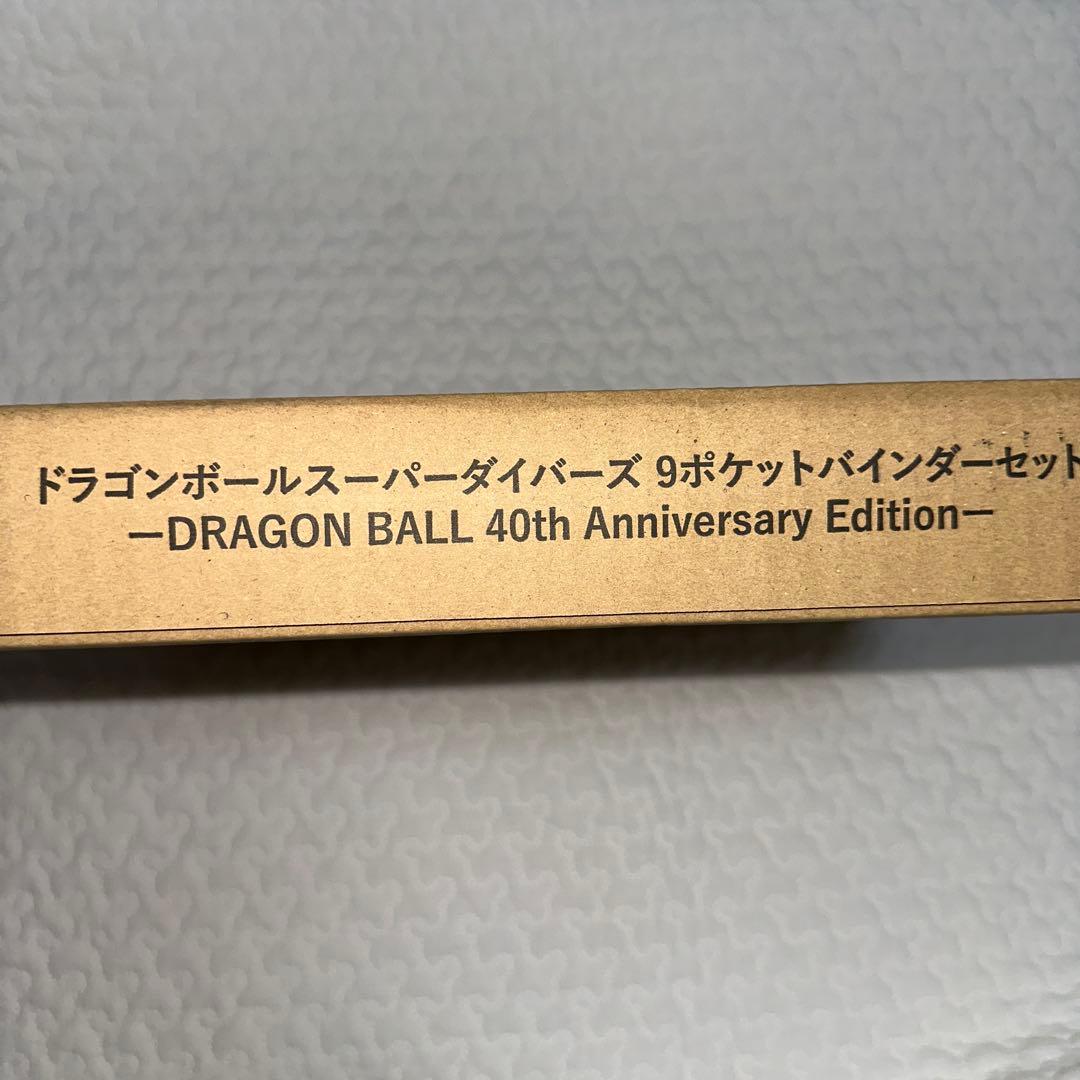 ドラゴンボールスーパーダイバーズ 9ポケットバインダーセット
ーDRAGON BALL 40th Anniversary Editionー